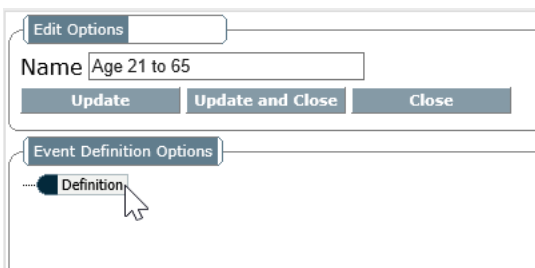 Edit Options
Name Age 21 to 65
Update Update and Close Close
Event Definition Options
Definition